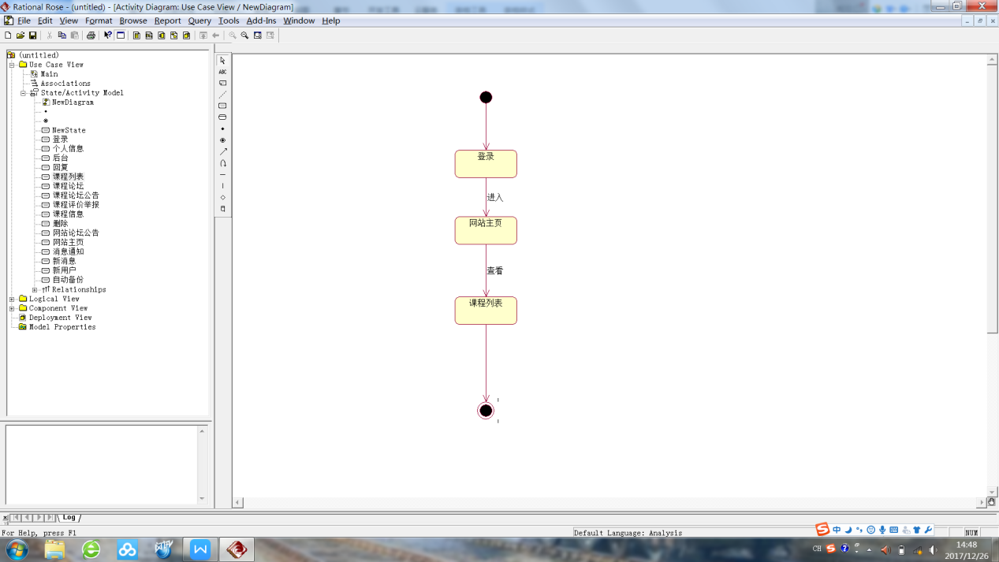 Rational Rose - (untitled) - [Activity Diagram: Use Case View / NewDiagram]
File Edit View Format Browse Report Query Tools Add-Ins Window Help
ABC
(untitled)
Use Case View
Main
Associations
State/Activity Model
NewDiagram
NewState
登录
个人信息
后台
回复
课程列表
课程论坛
课程论坛公告
课程评价举报
课程信息
删除
网站论坛公告
网站主页
消息通知
新消息
新用户
自动备份
Relationships
Logical View
Component View
Deployment View
Model Properties
登录
进入
网站主页
查看
课程列表
Log
For Help, press F1
Default Language: Analysis
NUM
中
CH
14:48
2017/12/26